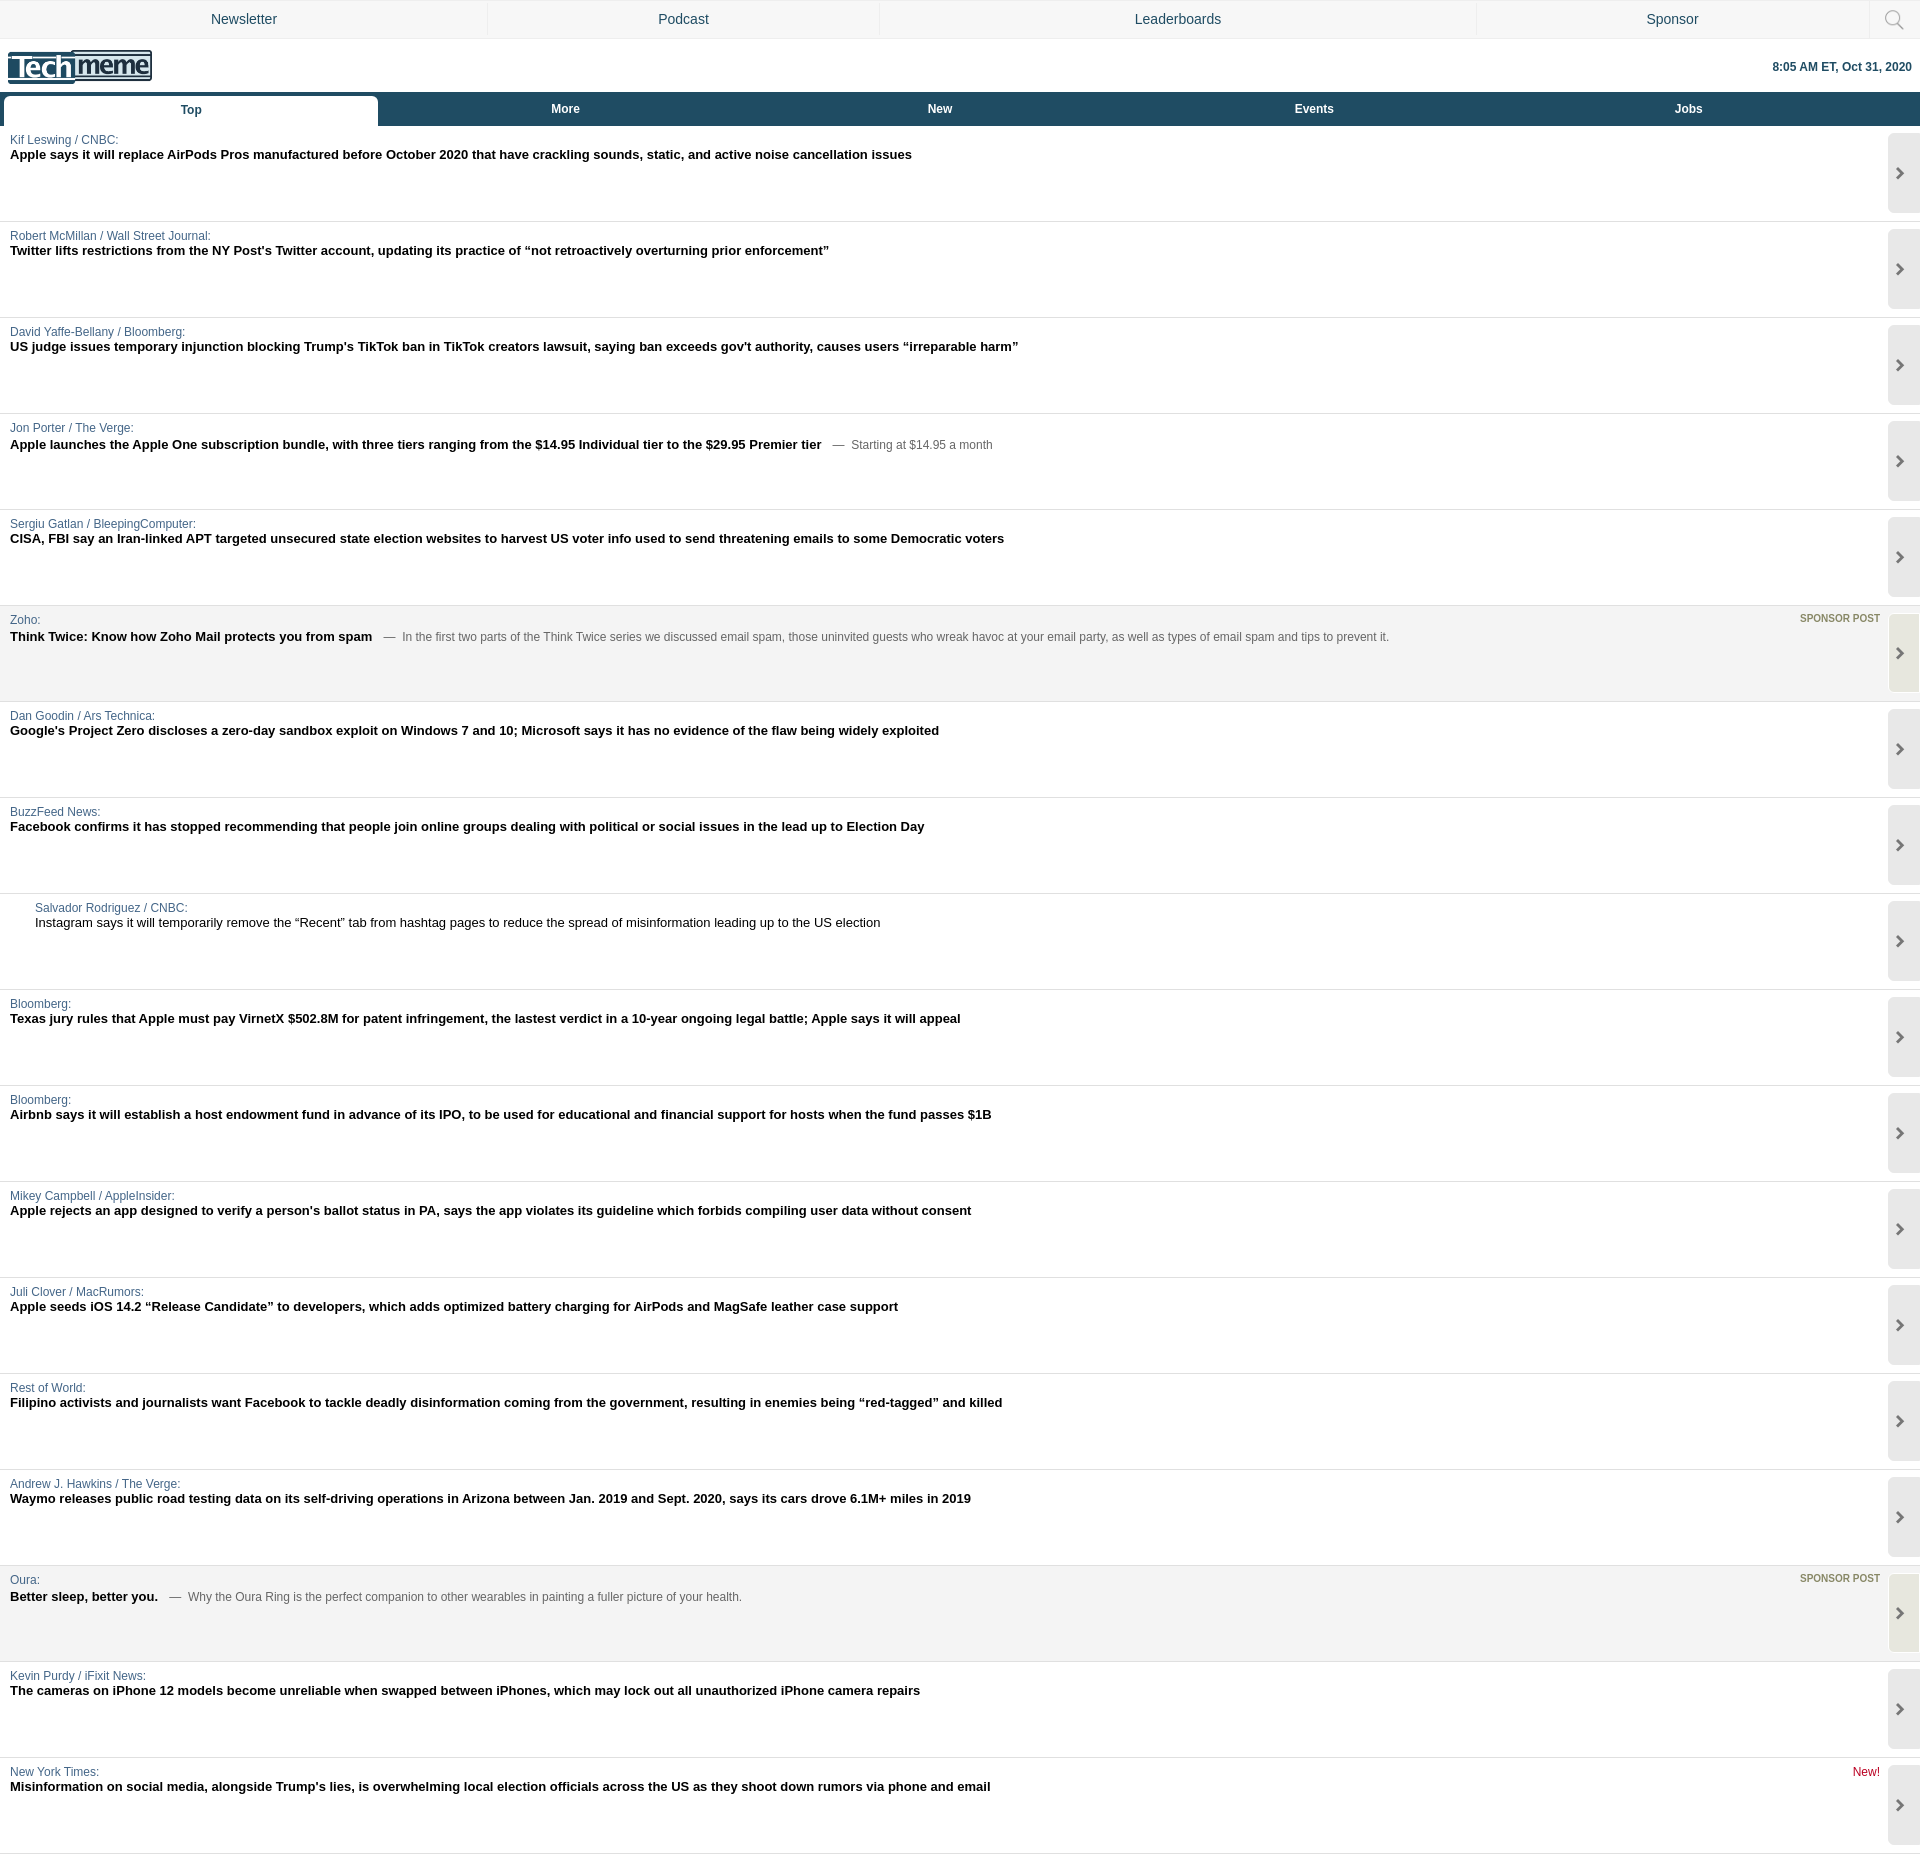 Newsletter
Podcast
Leaderboards
Sponsor
Techmeme
8:05 AM ET, Oct 31, 2020
Top
More
New
Events
Jobs
Kif Leswing / CNBC:
Apple says it will replace AirPods Pros manufactured before October 2020 that have crackling sounds, static, and active noise cancellation issues
Robert McMillan / Wall Street Journal:
Twitter lifts restrictions from the NY Post's Twitter account, updating its practice of “not retroactively overturning prior enforcement”
David Yaffe-Bellany / Bloomberg:
US judge issues temporary injunction blocking Trump's TikTok ban in TikTok creators lawsuit, saying ban exceeds gov't authority, causes users “irreparable harm”
Jon Porter / The Verge:
Apple launches the Apple One subscription bundle, with three tiers ranging from the $14.95 Individual tier to the $29.95 Premier tier — Starting at $14.95 a month
Sergiu Gatlan / BleepingComputer:
CISA, FBI say an Iran-linked APT targeted unsecured state election websites to harvest US voter info used to send threatening emails to some Democratic voters
Zoho:
SPONSOR POST
Think Twice: Know how Zoho Mail protects you from spam — In the first two parts of the Think Twice series we discussed email spam, those uninvited guests who wreak havoc at your email party, as well as types of email spam and tips to prevent it.
Dan Goodin / Ars Technica:
Google's Project Zero discloses a zero-day sandbox exploit on Windows 7 and 10; Microsoft says it has no evidence of the flaw being widely exploited
BuzzFeed News:
Facebook confirms it has stopped recommending that people join online groups dealing with political or social issues in the lead up to Election Day
Salvador Rodriguez / CNBC:
Instagram says it will temporarily remove the “Recent” tab from hashtag pages to reduce the spread of misinformation leading up to the US election
Bloomberg:
Texas jury rules that Apple must pay VirnetX $502.8M for patent infringement, the lastest verdict in a 10-year ongoing legal battle; Apple says it will appeal
Bloomberg:
Airbnb says it will establish a host endowment fund in advance of its IPO, to be used for educational and financial support for hosts when the fund passes $1B
Mikey Campbell / AppleInsider:
Apple rejects an app designed to verify a person's ballot status in PA, says the app violates its guideline which forbids compiling user data without consent
Juli Clover / MacRumors:
Apple seeds iOS 14.2 “Release Candidate” to developers, which adds optimized battery charging for AirPods and MagSafe leather case support
Rest of World:
Filipino activists and journalists want Facebook to tackle deadly disinformation coming from the government, resulting in enemies being “red-tagged” and killed
Andrew J. Hawkins / The Verge:
Waymo releases public road testing data on its self-driving operations in Arizona between Jan. 2019 and Sept. 2020, says its cars drove 6.1M+ miles in 2019
Oura:
SPONSOR POST
Better sleep, better you. — Why the Oura Ring is the perfect companion to other wearables in painting a fuller picture of your health.
Kevin Purdy / iFixit News:
The cameras on iPhone 12 models become unreliable when swapped between iPhones, which may lock out all unauthorized iPhone camera repairs
New York Times:
New!
Misinformation on social media, alongside Trump's lies, is overwhelming local election officials across the US as they shoot down rumors via phone and email